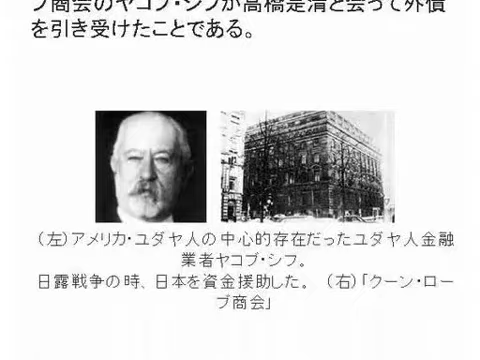 ブ商会のヤコブ・シフが高橋是清と会って外債
を引き受けたことである。
（左）アメリカ・ユダヤ人の中心的存在だったユダヤ人金融
業者ヤコブ・シフ。
日露戦争の時、日本を資金援助した。 （右）「クーン・ロー
ブ商会」